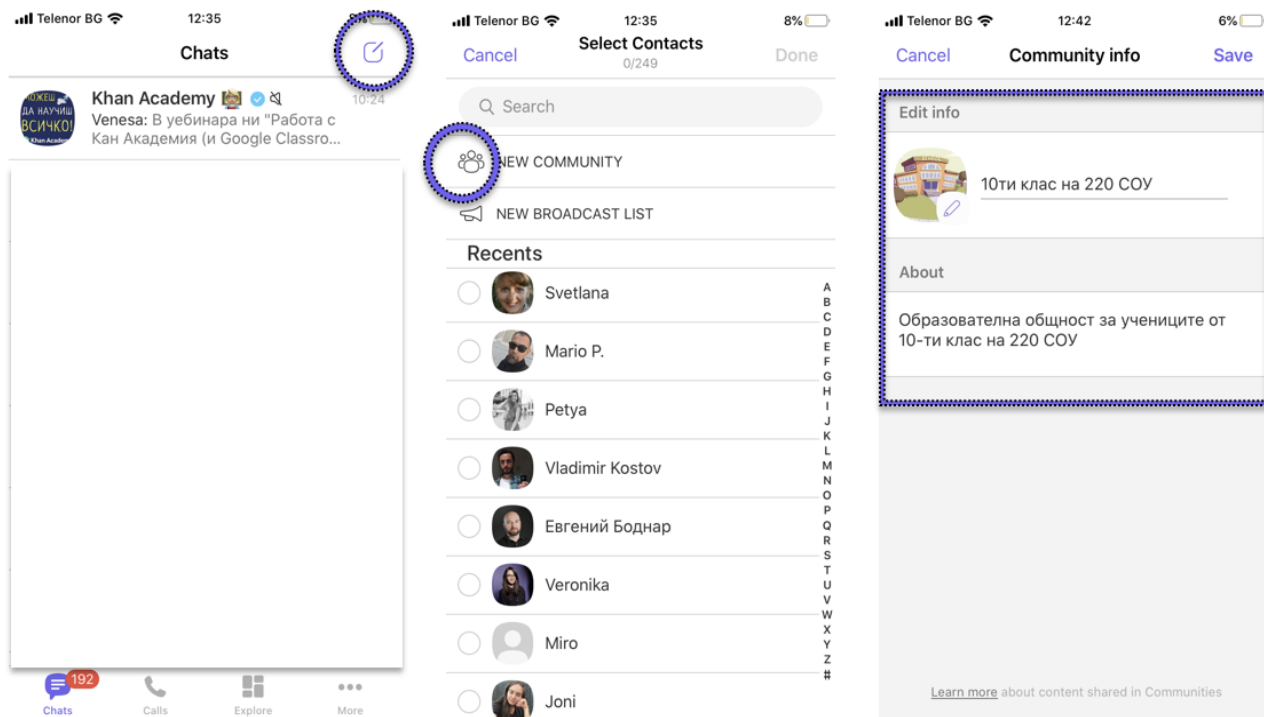 Telenor BG
12:35
Chats
МОЖЕШ
ДА НАУЧИШ
ВСИЧКО!
Khan Academy
10:24
Venesa: В уебинара ни "Работа с
Кан Академия (и Google Classro...
192
Chats
Calls
Explore
More
Telenor BG
12:35
8%
Cancel
Select Contacts
0/249
Done
Search
NEW COMMUNITY
NEW BROADCAST LIST
Recents
Svetlana
Mario P.
Petya
Vladimir Kostov
Евгений Боднар
Veronika
Miro
Joni
A
B
C
D
E
F
G
H
I
J
K
L
M
N
O
P
Q
R
S
T
U
V
W
X
Y
Z
#
Telenor BG
12:42
6%
Cancel
Community info
Save
Edit info
10ти клас на 220 СОУ
About
Образователна общност за учениците от
10-ти клас на 220 СОУ
Learn more about content shared in Communities